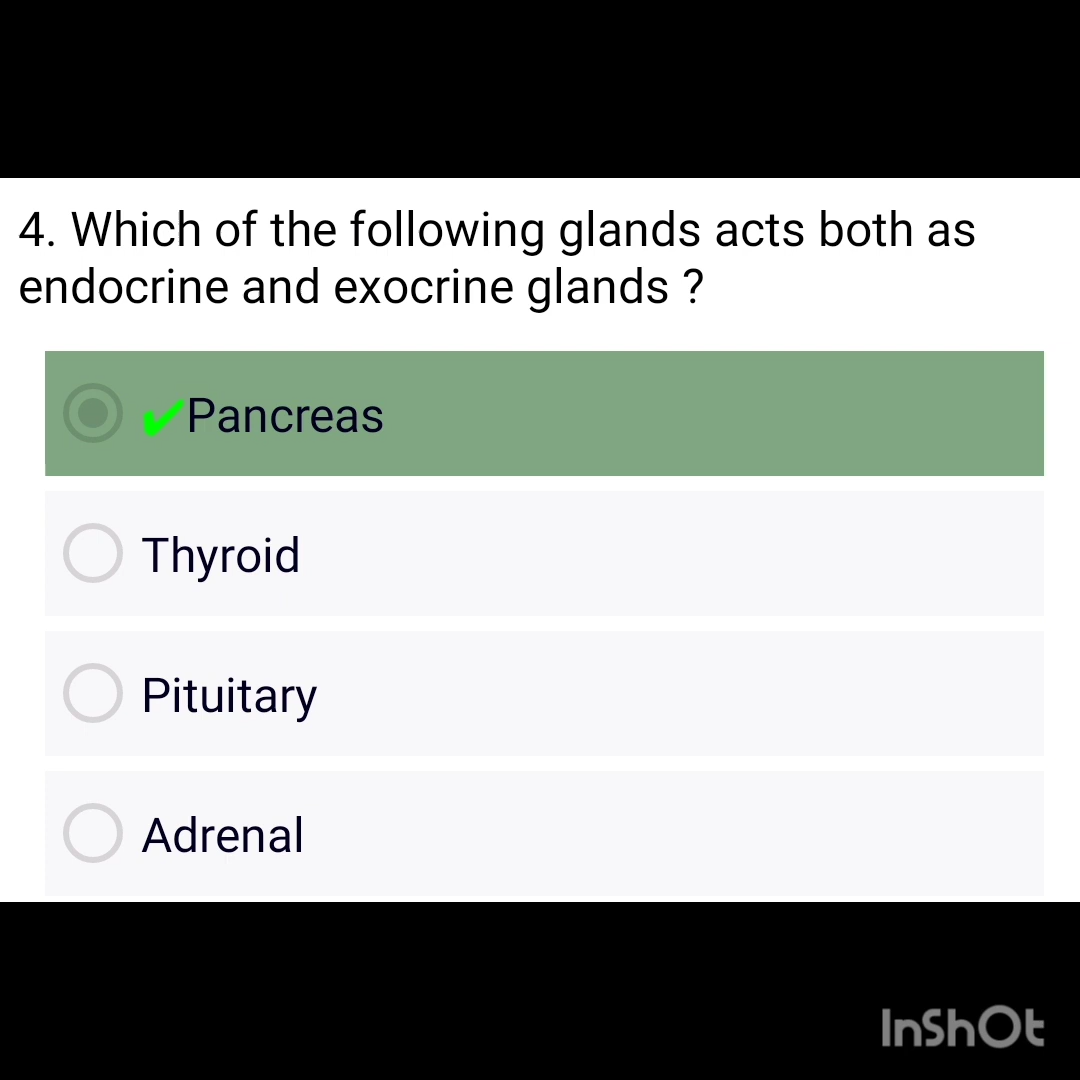 4. Which of the following glands acts both as
endocrine and exocrine glands ?
✔Pancreas
Thyroid
Pituitary
Adrenal
InShOt